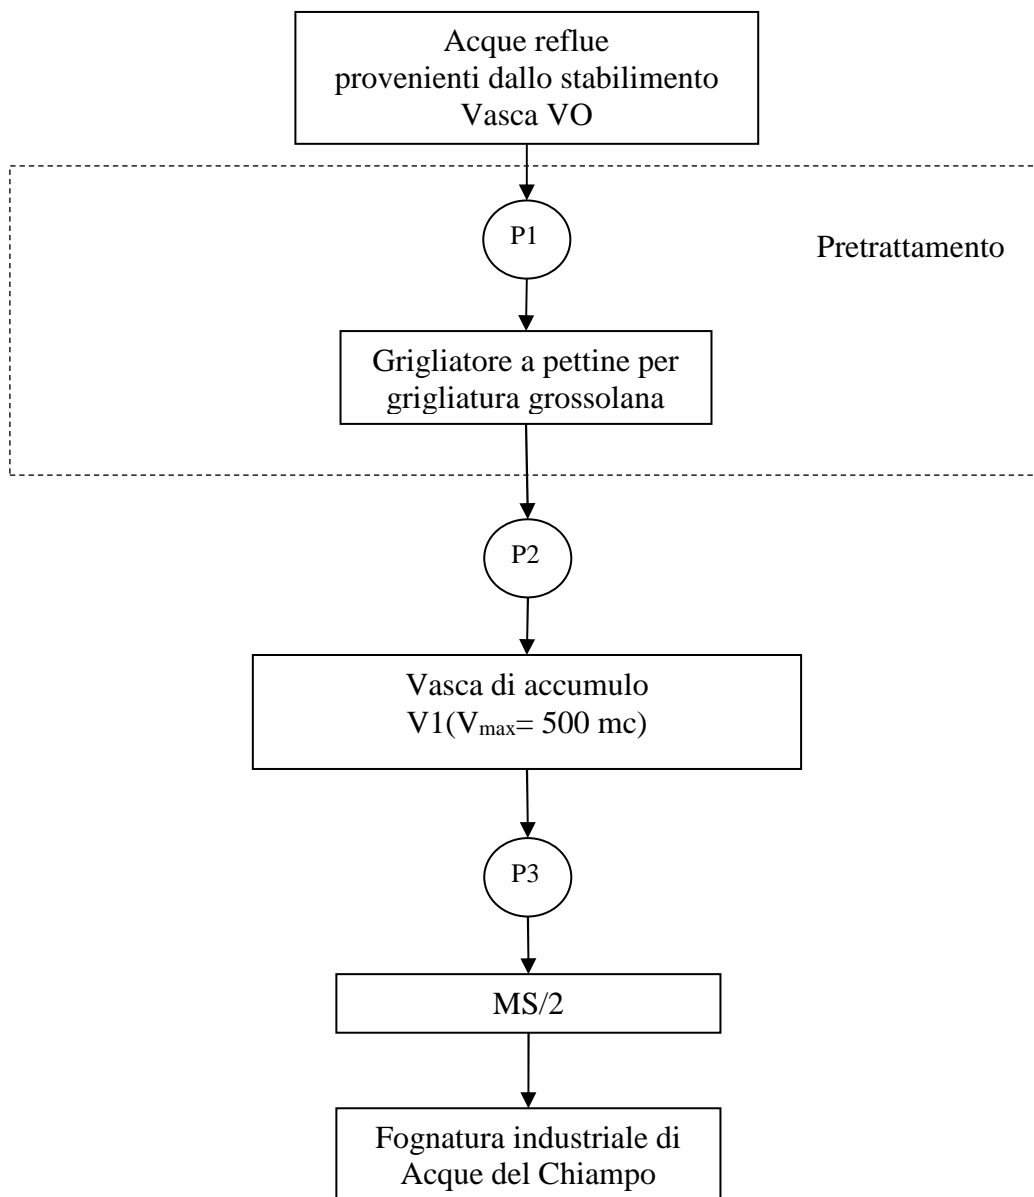 Acque reflue
provenienti dallo stabilimento
Vasca VO
P1
Pretrattamento
Grigliatore a pettine per
grigliatura grossolana
P2
Vasca di accumulo
V1(Vmax= 500 mc)
P3
MS/2
Fognatura industriale di
Acque del Chiampo